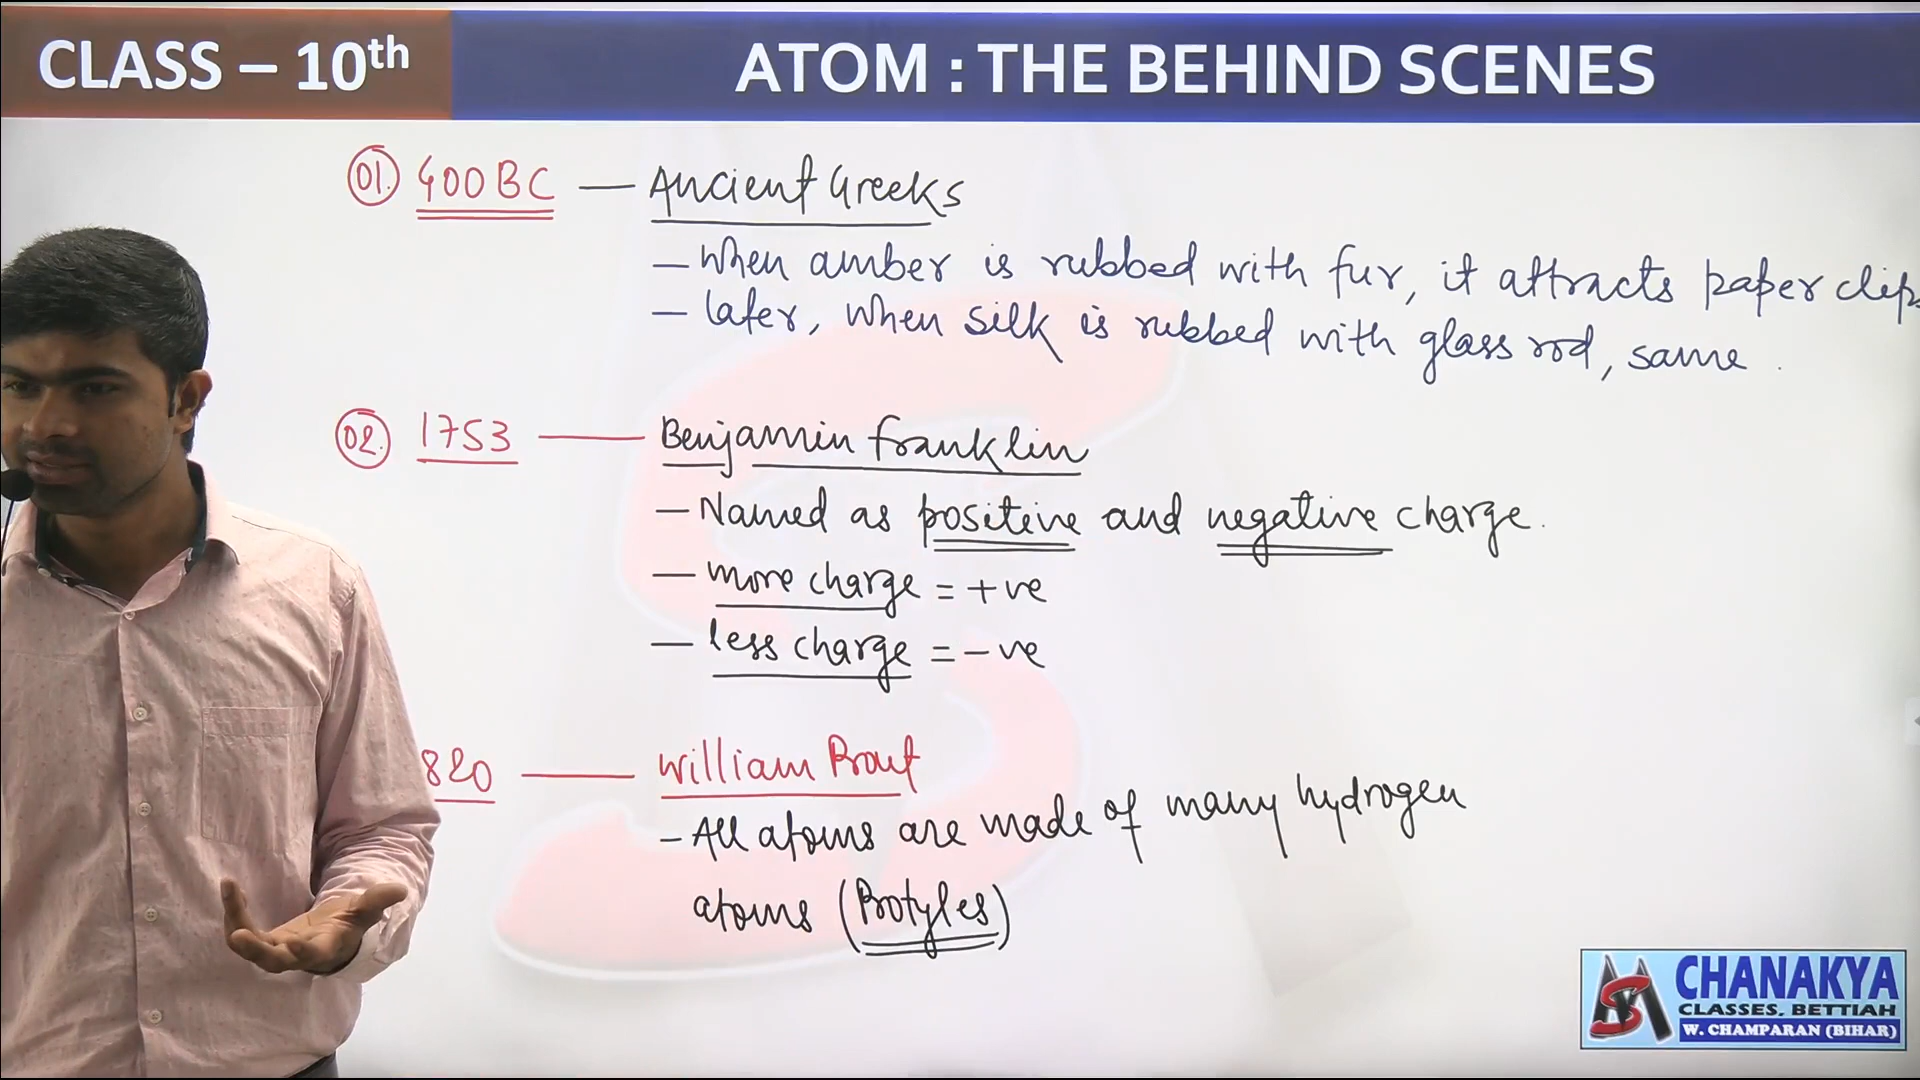 CLASS – 10th
ATOM : THE BEHIND SCENES
01. 400 BC — Ancient Greeks
— When amber is rubbed with fur, it attracts paper clips
— later, when silk is rubbed with glass rod, same.
02. 1753 — Benjamin Franklin
— Named as positive and negative charge.
— more charge = +ve
— less charge = -ve
820 — William Prout
- All atoms are made of many hydrogen
atoms (Protyles)
CHANAKYA
CLASSES, BETTIAH
W. CHAMPARAN (BIHAR)